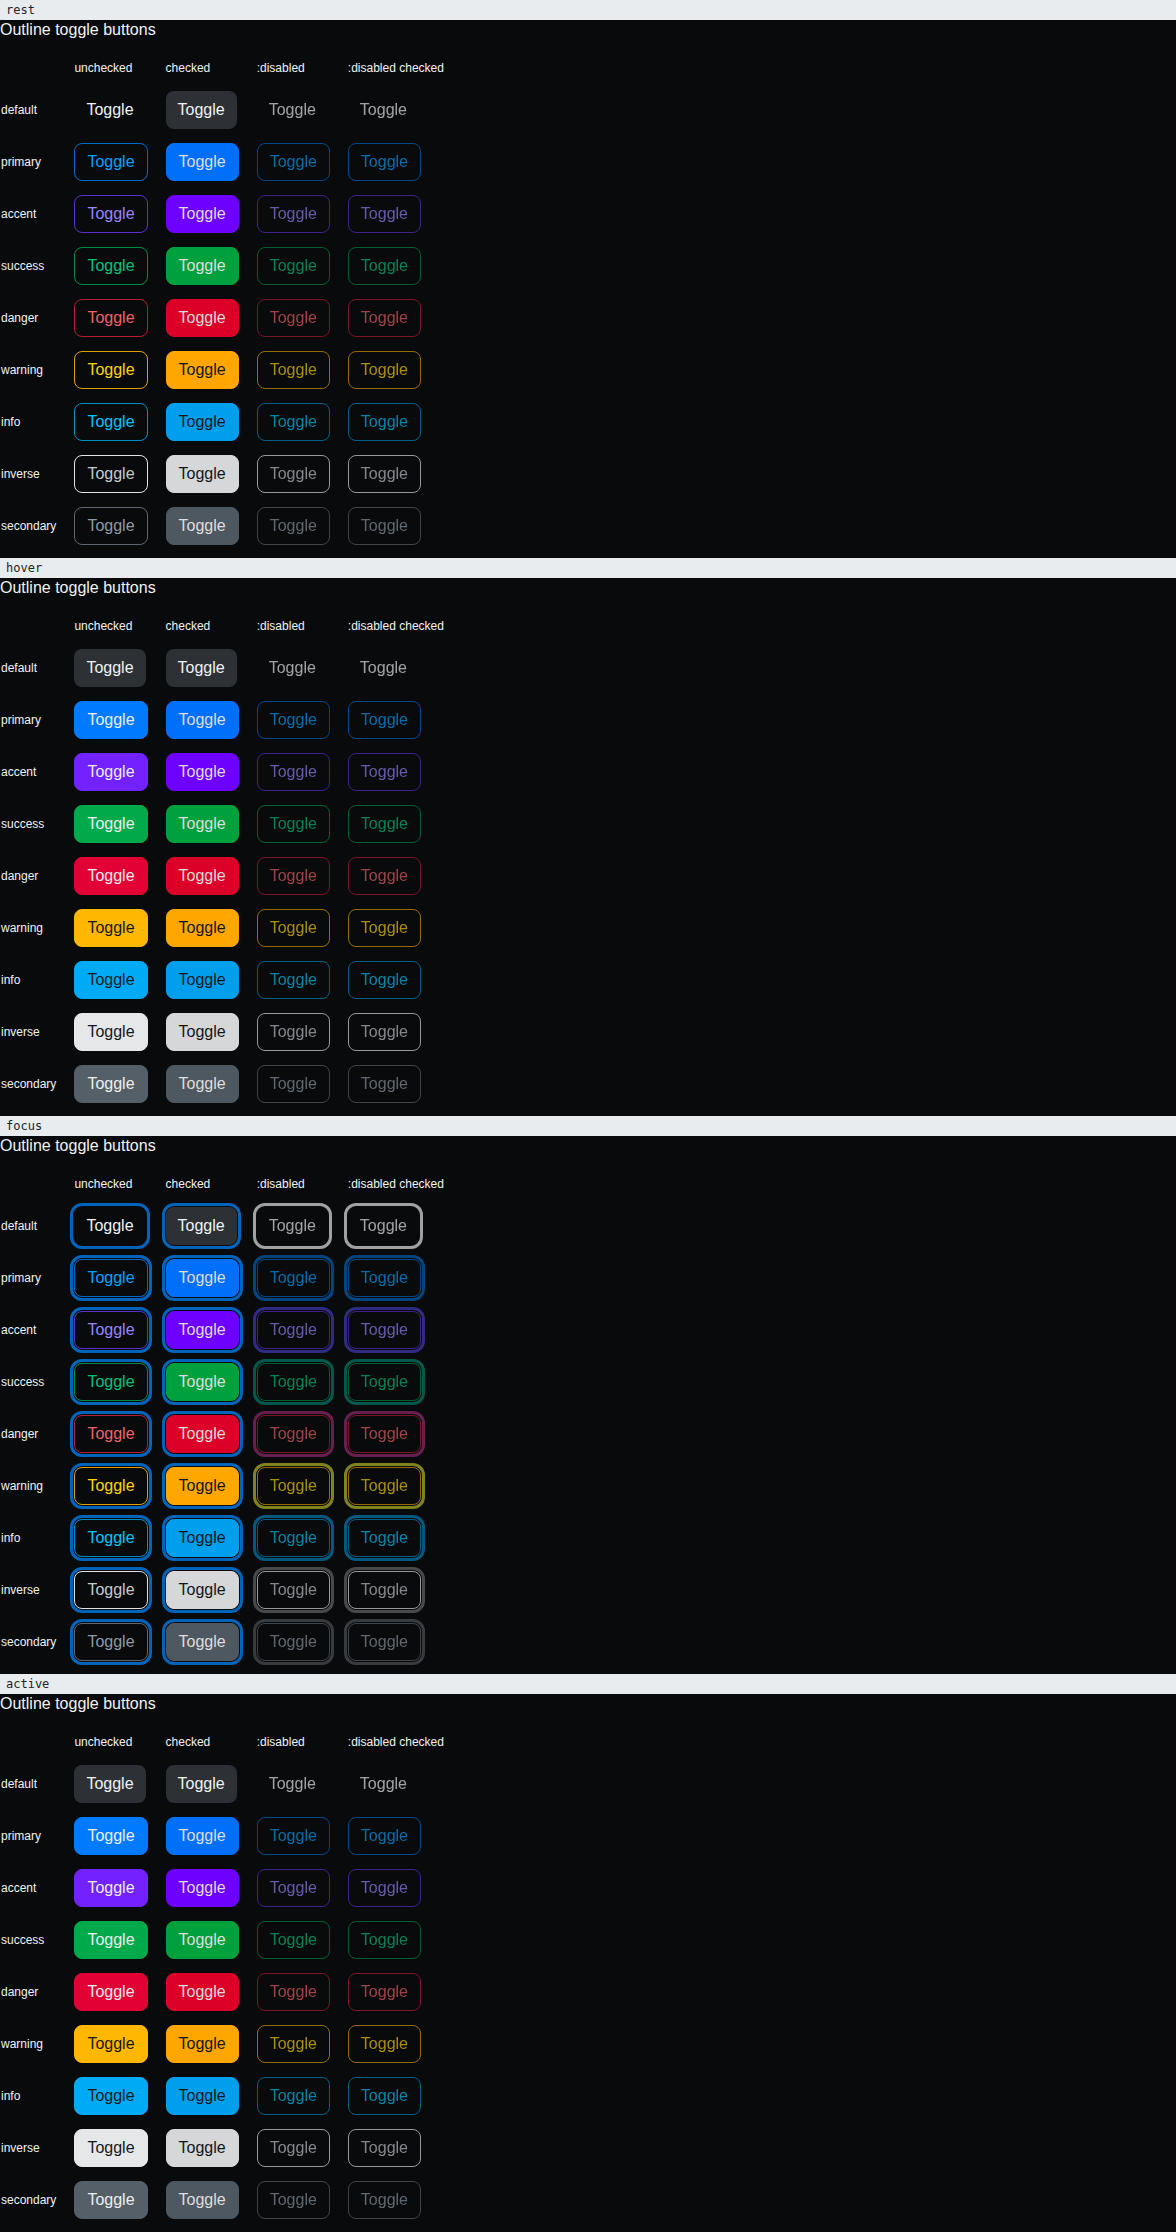 rest
Outline toggle buttons
unchecked checked :disabled :disabled checked
default Toggle Toggle Toggle Toggle
primary Toggle Toggle Toggle Toggle
accent Toggle Toggle Toggle Toggle
success Toggle Toggle Toggle Toggle
danger Toggle Toggle Toggle Toggle
warning Toggle Toggle Toggle Toggle
info Toggle Toggle Toggle Toggle
inverse Toggle Toggle Toggle Toggle
secondary Toggle Toggle Toggle Toggle
hover
Outline toggle buttons
unchecked checked :disabled :disabled checked
default Toggle Toggle Toggle Toggle
primary Toggle Toggle Toggle Toggle
accent Toggle Toggle Toggle Toggle
success Toggle Toggle Toggle Toggle
danger Toggle Toggle Toggle Toggle
warning Toggle Toggle Toggle Toggle
info Toggle Toggle Toggle Toggle
inverse Toggle Toggle Toggle Toggle
secondary Toggle Toggle Toggle Toggle
focus
Outline toggle buttons
unchecked checked :disabled :disabled checked
default Toggle Toggle Toggle Toggle
primary Toggle Toggle Toggle Toggle
accent Toggle Toggle Toggle Toggle
success Toggle Toggle Toggle Toggle
danger Toggle Toggle Toggle Toggle
warning Toggle Toggle Toggle Toggle
info Toggle Toggle Toggle Toggle
inverse Toggle Toggle Toggle Toggle
secondary Toggle Toggle Toggle Toggle
active
Outline toggle buttons
unchecked checked :disabled :disabled checked
default Toggle Toggle Toggle Toggle
primary Toggle Toggle Toggle Toggle
accent Toggle Toggle Toggle Toggle
success Toggle Toggle Toggle Toggle
danger Toggle Toggle Toggle Toggle
warning Toggle Toggle Toggle Toggle
info Toggle Toggle Toggle Toggle
inverse Toggle Toggle Toggle Toggle
secondary Toggle Toggle Toggle Toggle